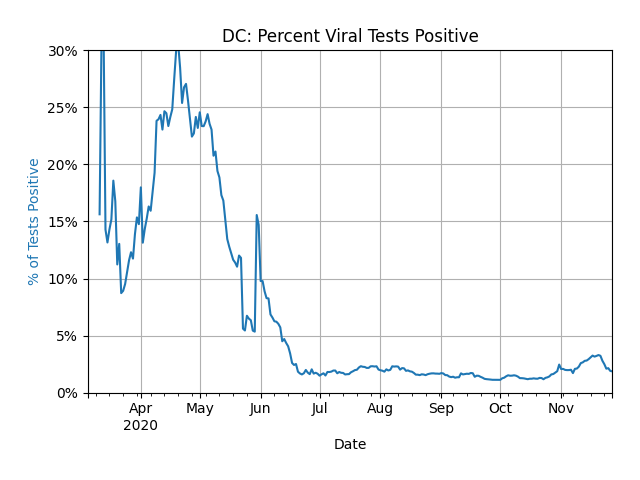 DC: Percent Viral Tests Positive
30%
25%
20%
15%
10%
5%
0%
% of Tests Positive
Apr May Jun Jul Aug Sep Oct Nov
2020
Date